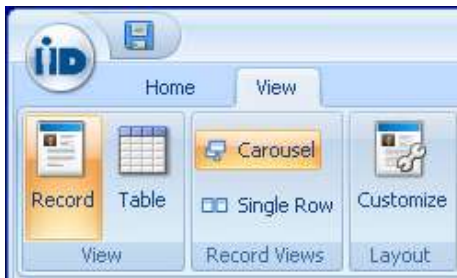 iiD
Home View
Record Table Carousel Customize
Single Row
View Record Views Layout